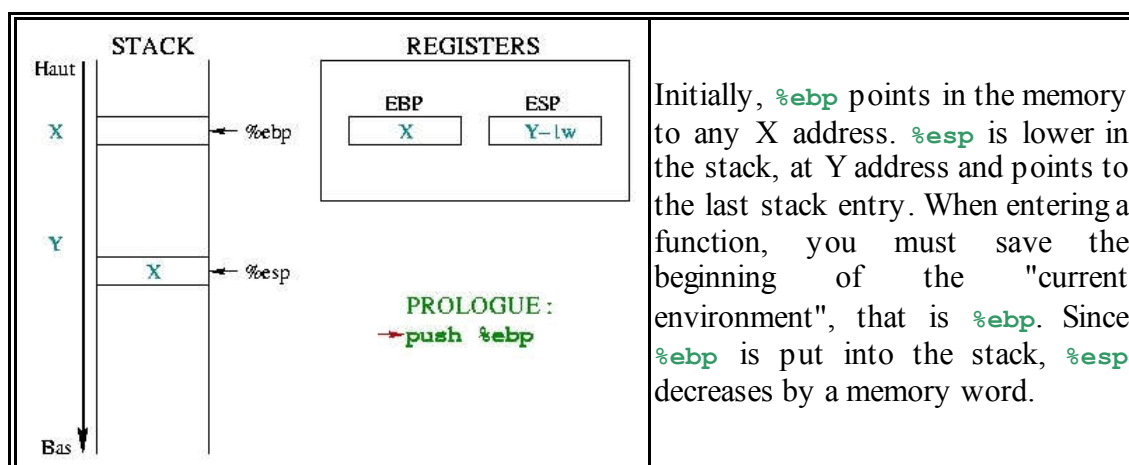 STACK
REGISTERS
Haut
EBP
ESP
X
%ebp
X
Y-1w
Y
X
%esp
PROLOGUE :
push %ebp
Bas
Initially, %ebp points in the memory
to any X address. %esp is lower in
the stack, at Y address and points to
the last stack entry. When entering a
function, you must save the
beginning of the "current
environment", that is %ebp. Since
%ebp is put into the stack, %esp
decreases by a memory word.